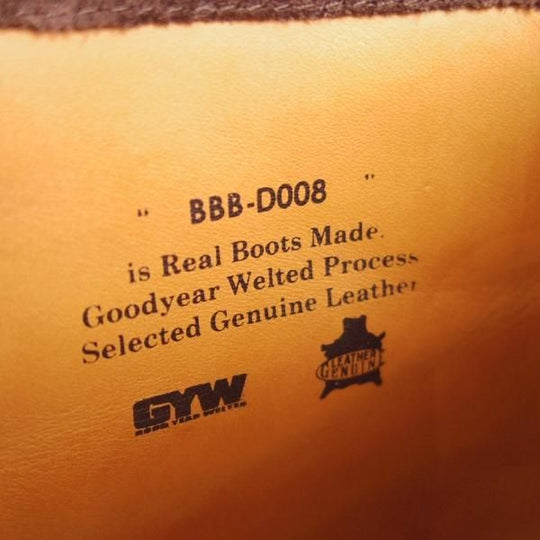 " BBB-D008 "
is Real Boots Made.
Goodyear Welted Process
Selected Genuine Leather
GYW
GOOD YEAR WELTED
LEATHER
GENUINE